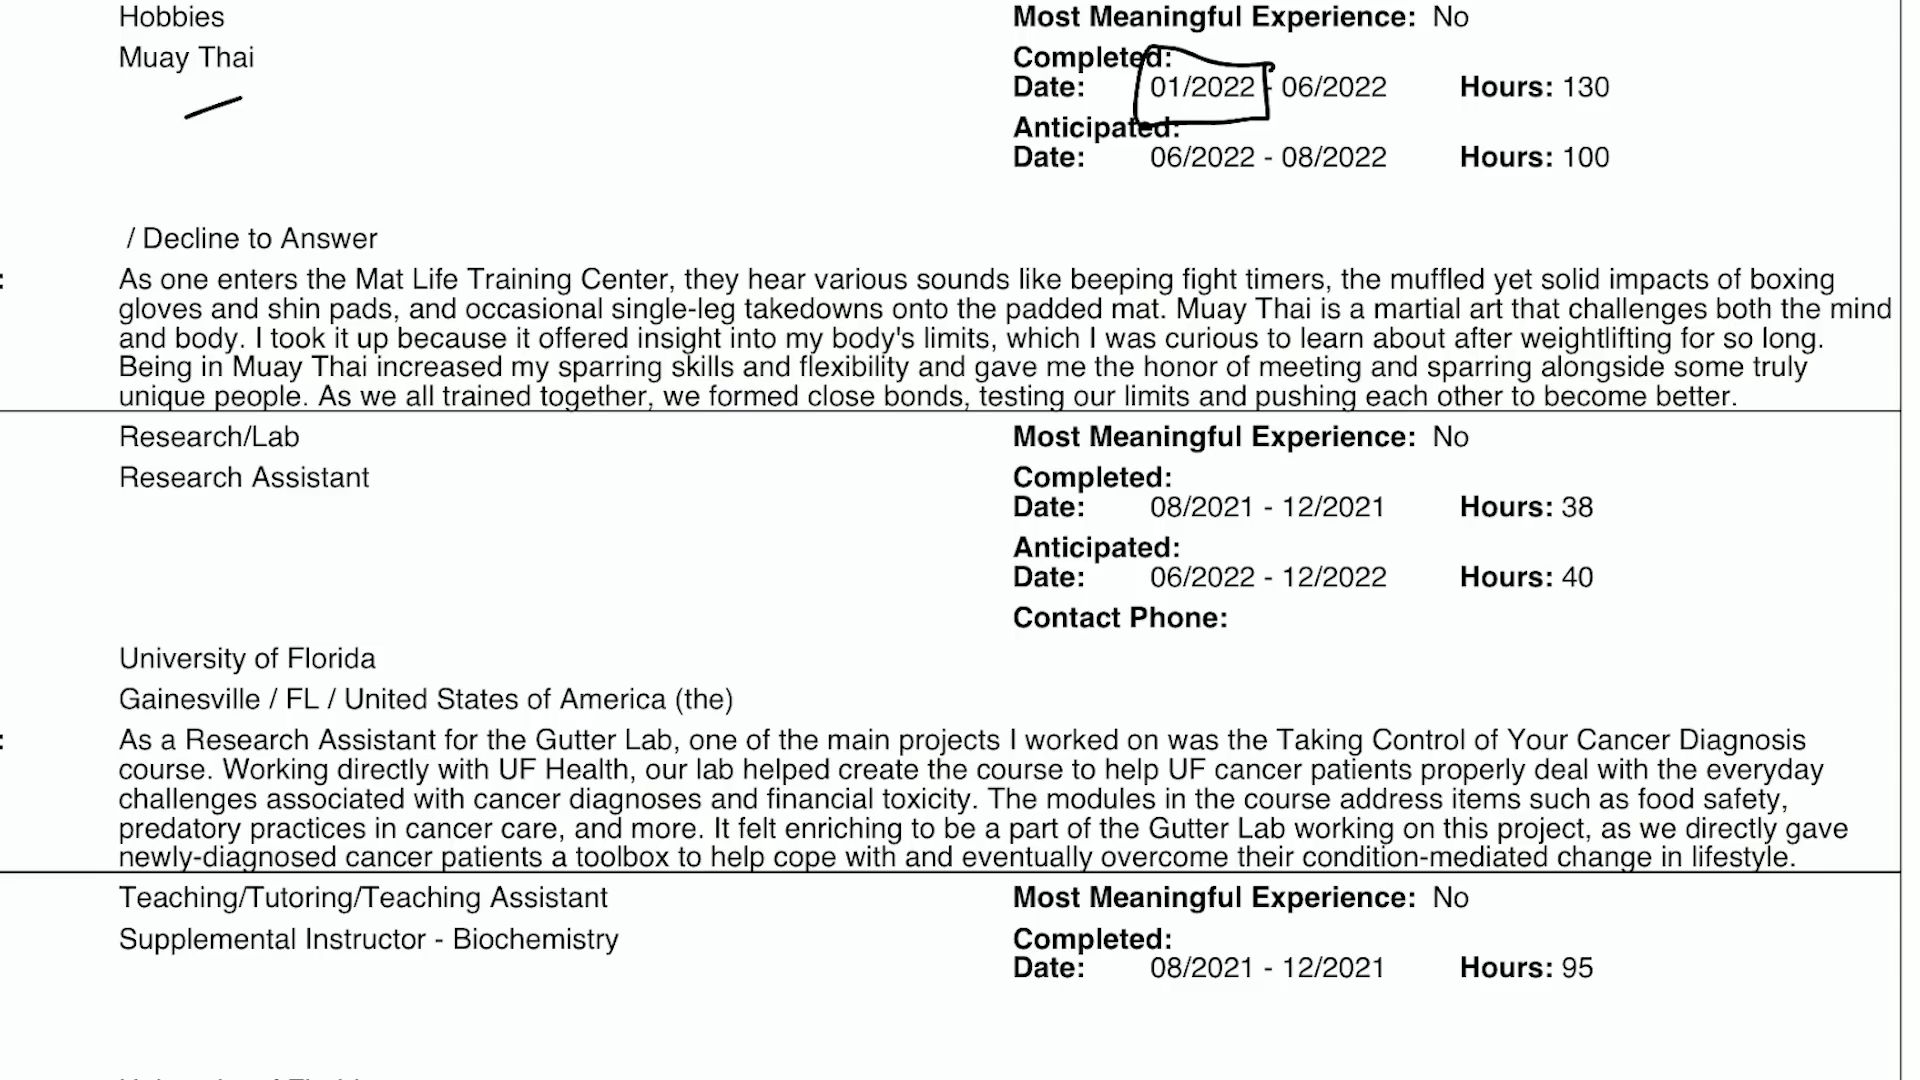 Hobbies
Most Meaningful Experience: No
Muay Thai
Completed:
Date: 01/2022 - 06/2022 Hours: 130
Anticipated:
Date: 06/2022 - 08/2022 Hours: 100
/ Decline to Answer
: As one enters the Mat Life Training Center, they hear various sounds like beeping fight timers, the muffled yet solid impacts of boxing
gloves and shin pads, and occasional single-leg takedowns onto the padded mat. Muay Thai is a martial art that challenges both the mind
and body. I took it up because it offered insight into my body's limits, which I was curious to learn about after weightlifting for so long.
Being in Muay Thai increased my sparring skills and flexibility and gave me the honor of meeting and sparring alongside some truly
unique people. As we all trained together, we formed close bonds, testing our limits and pushing each other to become better.
Research/Lab
Most Meaningful Experience: No
Research Assistant
Completed:
Date: 08/2021 - 12/2021 Hours: 38
Anticipated:
Date: 06/2022 - 12/2022 Hours: 40
Contact Phone:
University of Florida
Gainesville / FL / United States of America (the)
: As a Research Assistant for the Gutter Lab, one of the main projects I worked on was the Taking Control of Your Cancer Diagnosis
course. Working directly with UF Health, our lab helped create the course to help UF cancer patients properly deal with the everyday
challenges associated with cancer diagnoses and financial toxicity. The modules in the course address items such as food safety,
predatory practices in cancer care, and more. It felt enriching to be a part of the Gutter Lab working on this project, as we directly gave
newly-diagnosed cancer patients a toolbox to help cope with and eventually overcome their condition-mediated change in lifestyle.
Teaching/Tutoring/Teaching Assistant
Most Meaningful Experience: No
Supplemental Instructor - Biochemistry
Completed:
Date: 08/2021 - 12/2021 Hours: 95